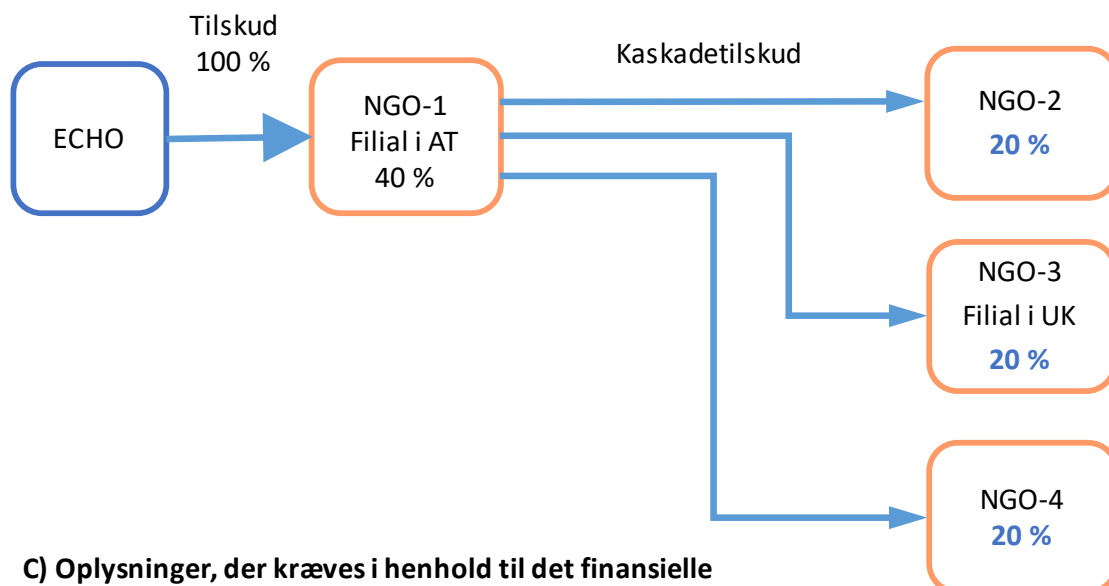 Tilskud
100 %
Kaskadetilskud
ECHO
NGO-1
Filial i AT
40 %
NGO-2
20 %
NGO-3
Filial i UK
20 %
NGO-4
20 %
C) Oplysninger, der kræves i henhold til det finansielle